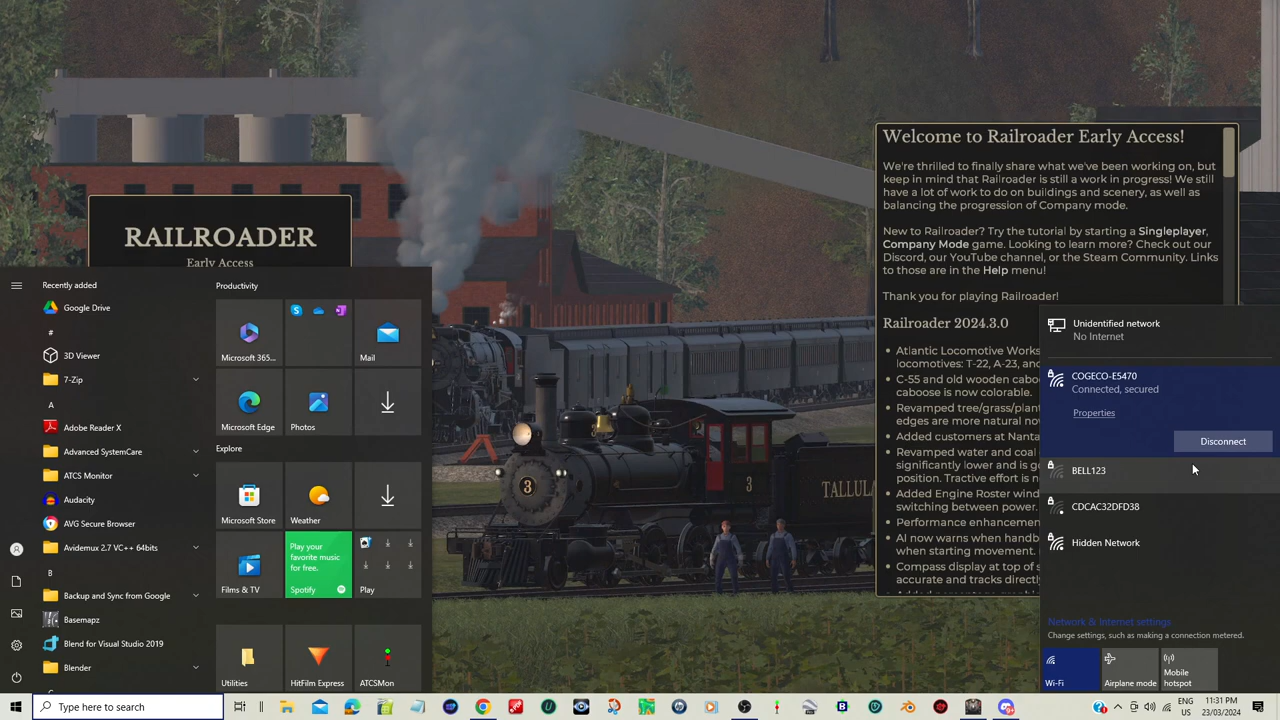 RAILROADER
Early Access
Welcome to Railroader Early Access!
We're thrilled to finally share what we've been working on, but
keep in mind that Railroader is still a work in progress! We still
have a lot of work to do on buildings and scenery, as well as
balancing the progression of Company mode.
New to Railroader? Try the tutorial by starting a Singleplayer,
Company Mode game. Looking to learn more? Check out our
Discord, our YouTube channel, or the Steam Community. Links
to those are in the Help menu!
Thank you for playing Railroader!
Railroader 2024.3.0
Atlantic Locomotive Works
locomotives: T-22, A-23, and
C-55 and old wooden caboo
caboose is now colorable.
Revamped tree/grass/plant
edges are more natural now
Added customers at Nanta
Revamped water and coal
significantly lower and is go
position. Tractive effort is n
Added Engine Roster wind
switching between power.
Performance enhancemen
AI now warns when handb
when starting movement.
Compass display at top of s
accurate and tracks directly
3
3
TALLULA
Recently added
Google Drive
#
3D Viewer
7-Zip
A
Adobe Reader X
Advanced SystemCare
ATCS Monitor
Audacity
AVG Secure Browser
Avidemux 2.7 VC++ 64bits
B
Backup and Sync from Google
Basemapz
Blend for Visual Studio 2019
Blender
Productivity
Microsoft 365...
Mail
Microsoft Edge
Photos
Explore
Microsoft Store
Weather
Films & TV
Play your
favorite music
for free.
Spotify
Play
Utilities
HitFilm Express
ATCSMon
Unidentified network
No Internet
COGECO-E5470
Connected, secured
Properties
Disconnect
BELL123
CDCAC32DFD38
Hidden Network
Network & Internet settings
Change settings, such as making a connection metered.
Wi-Fi
Airplane mode
Mobile
hotspot
Type here to search
ENG
US
11:31 PM
23/03/2024